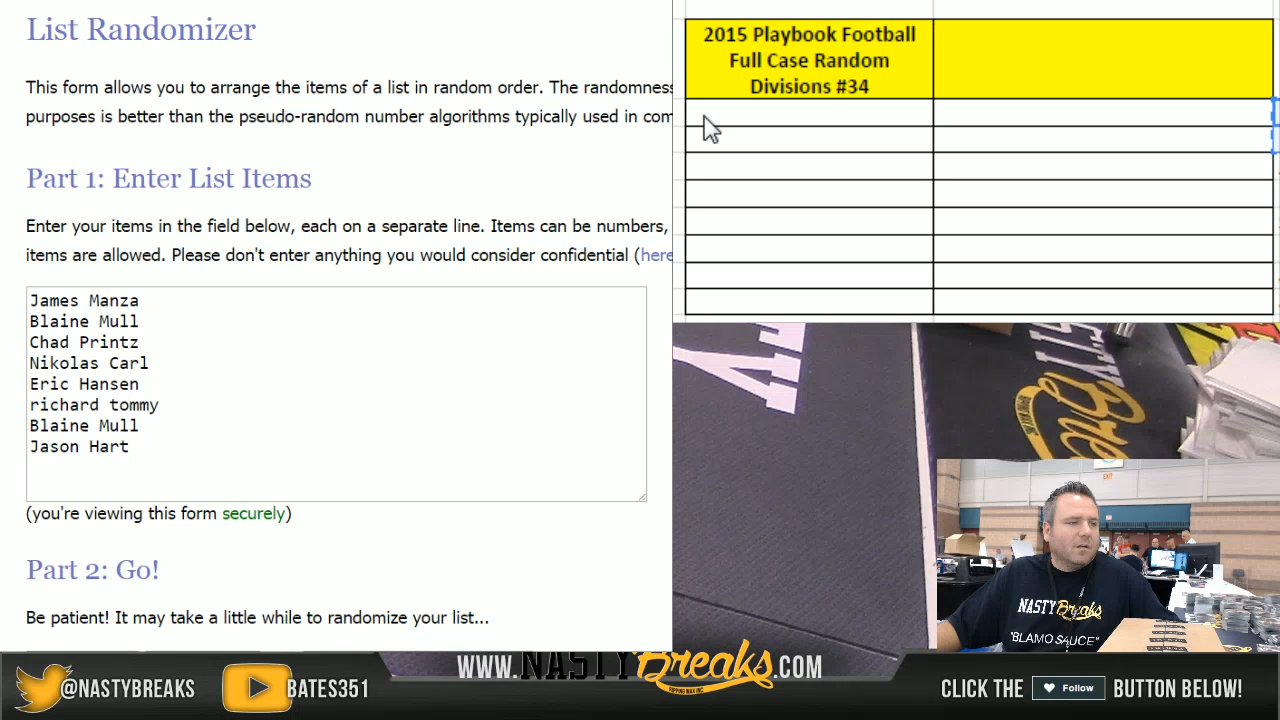 List Randomizer
This form allows you to arrange the items of a list in random order. The randomness
purposes is better than the pseudo-random number algorithms typically used in com
Part 1: Enter List Items
Enter your items in the field below, each on a separate line. Items can be numbers,
items are allowed. Please don't enter anything you would consider confidential (here
James Manza
Blaine Mull
Chad Printz
Nikolas Carl
Eric Hansen
richard tommy
Blaine Mull
Jason Hart
(you're viewing this form securely)
Part 2: Go!
Be patient! It may take a little while to randomize your list...
2015 Playbook Football
Full Case Random
Divisions #34
EXIT
NASTY Breaks
"BLAMO SAUCE"
@NASTYBREAKS
BATES351
WWW.NASTYBreaks.COM
RIPPING WAX INC.
CLICK THE Follow BUTTON BELOW!